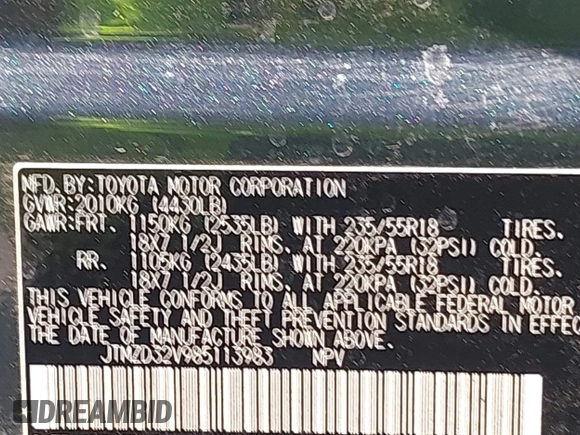 MFD. BY:TOYOTA MOTOR CORPORATION
GVWR:2010KG (4430LB)
GAWR:FRT. 1150KG (2535LB) WITH 235/55R18 TIRES.
18X7 1/2J RINS. AT 220KPA (32PSI) COLD.
RR. 1105KG (2435LB) WITH 235/55R18 TIRES.
18X7 1/2J RINS. AT 220KPA (32PSI) COLD.
THIS VEHICLE CONFORMS TO ALL APPLICABLE FEDERAL MOTOR
VEHICLE SAFETY AND THEFT PREVENTION STANDARDS IN EFFEC
THE DATE OF MANUFACTURE SHOWN ABOVE.
JTMZD32V985113983 NPV
DREAMBID